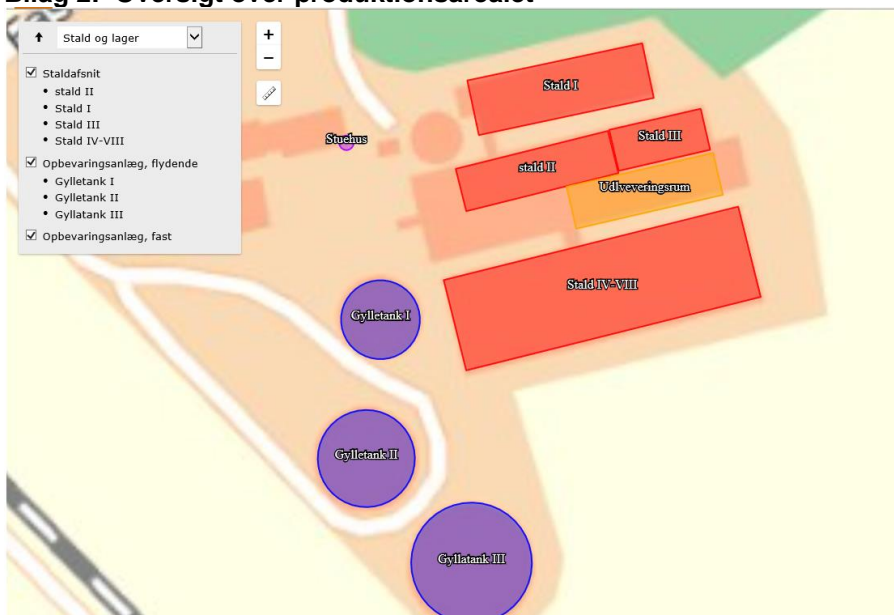 Bilag 2: Oversigt over produktionsarealet
Stald og lager
Staldafsnit
stald II
Stald I
Stald III
Stald IV-VIII
Opbevaringsanlæg, flydende
Gylletank I
Gylletank II
Gyllatank III
Opbevaringsanlæg, fast
+
−
Stald I
Stuehus
Stald III
stald II
Udlveveringsrum
Stald IV-VIII
Gylletank I
Gylletank II
Gyllatank III